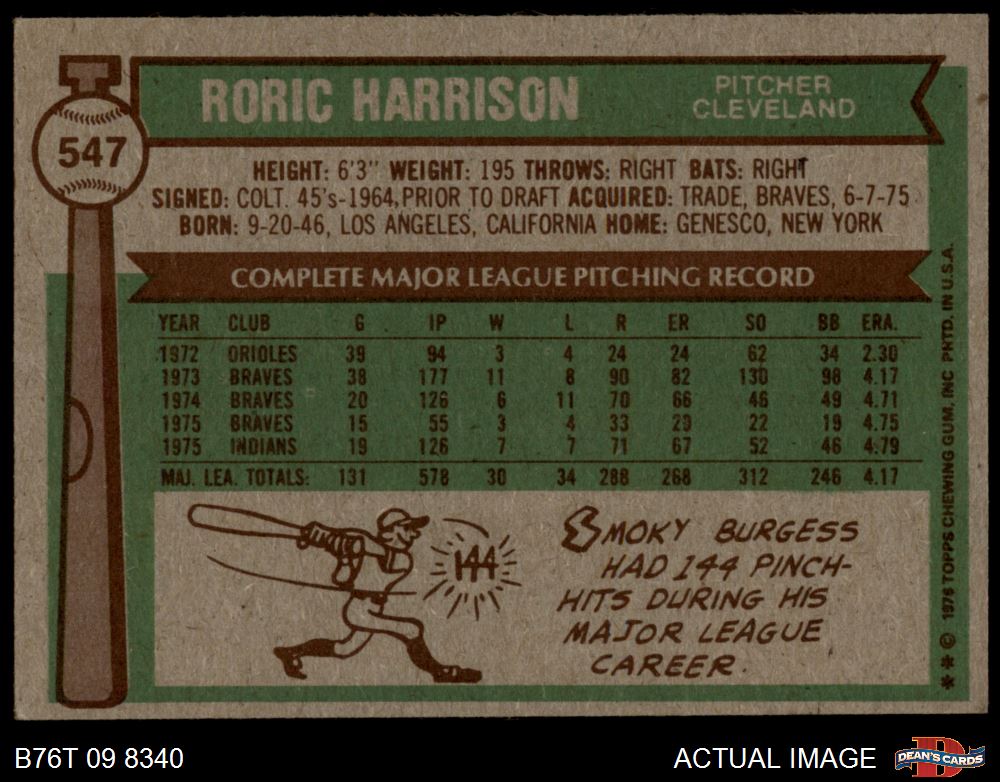 RORIC HARRISON
PITCHER
CLEVELAND
547
HEIGHT: 6'3" WEIGHT: 195 THROWS: RIGHT BATS: RIGHT
SIGNED: COLT. 45's-1964,PRIOR TO DRAFT ACQUIRED: TRADE, BRAVES, 6-7-75
BORN: 9-20-46, LOS ANGELES, CALIFORNIA HOME: GENESCO, NEW YORK
COMPLETE MAJOR LEAGUE PITCHING RECORD
YEAR CLUB G IP W L R ER SO BB ERA.
1972 ORIOLES 39 94 3 4 24 24 62 34 2.30
1973 BRAVES 38 177 11 8 90 82 130 98 4.17
1974 BRAVES 20 126 6 11 70 66 46 49 4.71
1975 BRAVES 15 55 3 4 33 29 22 19 4.75
1975 INDIANS 19 126 7 7 71 67 52 46 4.79
MAJ. LEA. TOTALS: 131 578 30 34 288 268 312 246 4.17
144
SMOKY BURGESS
HAD 144 PINCH-
HITS DURING HIS
MAJOR LEAGUE
CAREER.
** © 1976 TOPPS CHEWING GUM, INC PRTD. IN U.S.A.
B76T 09 8340
ACTUAL IMAGE
D
DEAN'S CARDS